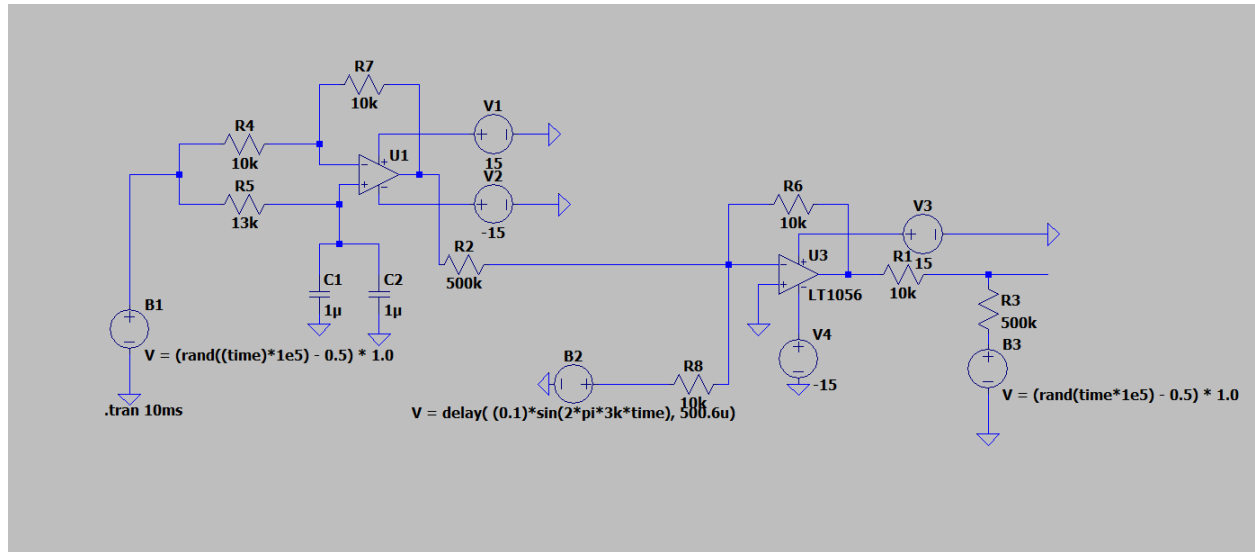 R7
10k
V1
15
R4
10k
U1
V2
-15
R5
13k
R6
10k
V3
15
R2
500k
U3
LT1056
R1
10k
C1
1µ
C2
1µ
R3
500k
B1
V = (rand((time)*1e5) - 0.5) * 1.0
V4
-15
B2
R8
10k
B3
V = (rand(time*1e5) - 0.5) * 1.0
.tran 10ms
V = delay( (0.1)*sin(2*pi*3k*time), 500.6u)